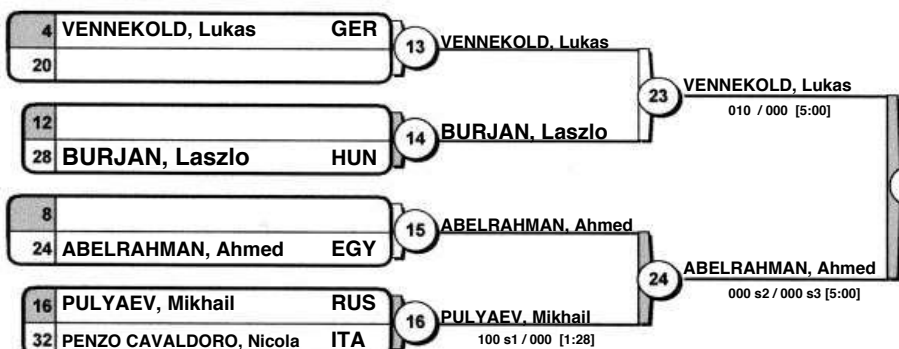 4 VENNEKOLD, Lukas GER
20
13 VENNEKOLD, Lukas
12
28 BURJAN, Laszlo HUN
14 BURJAN, Laszlo
23 VENNEKOLD, Lukas
010 / 000 [5:00]
8
24 ABELRAHMAN, Ahmed EGY
15 ABELRAHMAN, Ahmed
16 PULYAEV, Mikhail RUS
32 PENZO CAVALDORO, Nicola ITA
16 PULYAEV, Mikhail
100 s1 / 000 [1:28]
24 ABELRAHMAN, Ahmed
000 s2 / 000 s3 [5:00]